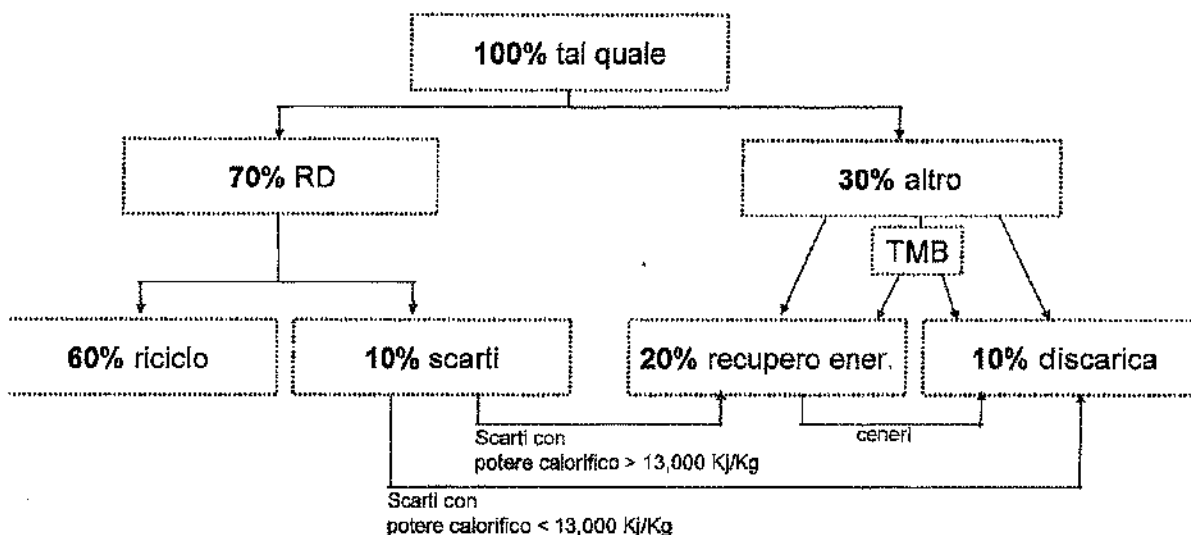 100% tal quale
70% RD
30% altro
TMB
60% riciclo
10% scarti
20% recupero ener.
10% discarica
Scarti con
potere calorifico > 13,000 Kj/Kg
ceneri
Scarti con
potere calorifico < 13,000 Kj/Kg